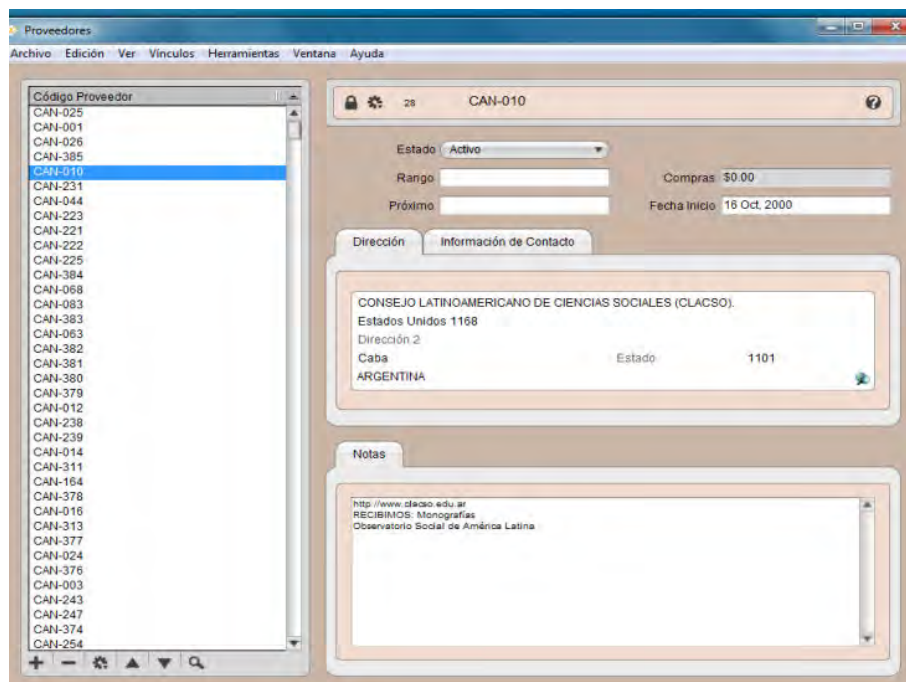 Proveedores
Archivo Edición Ver Vínculos Herramientas Ventana Ayuda
Código Proveedor
CAN-025
CAN-001
CAN-026
CAN-385
CAN-010
CAN-231
CAN-044
CAN-223
CAN-221
CAN-222
CAN-225
CAN-384
CAN-068
CAN-083
CAN-383
CAN-063
CAN-382
CAN-381
CAN-380
CAN-379
CAN-012
CAN-238
CAN-239
CAN-014
CAN-311
CAN-164
CAN-378
CAN-016
CAN-313
CAN-377
CAN-024
CAN-376
CAN-003
CAN-243
CAN-247
CAN-374
CAN-254
28 CAN-010
Estado Activo
Rango Compras $0.00
Próximo Fecha Inicio 16 Oct, 2000
Dirección Información de Contacto
CONSEJO LATINOAMERICANO DE CIENCIAS SOCIALES (CLACSO).
Estados Unidos 1168
Dirección 2
Caba Estado 1101
ARGENTINA
Notas
http://www.clacso.edu.ar
RECIBIMOS: Monografías
Observatorio Social de América Latina